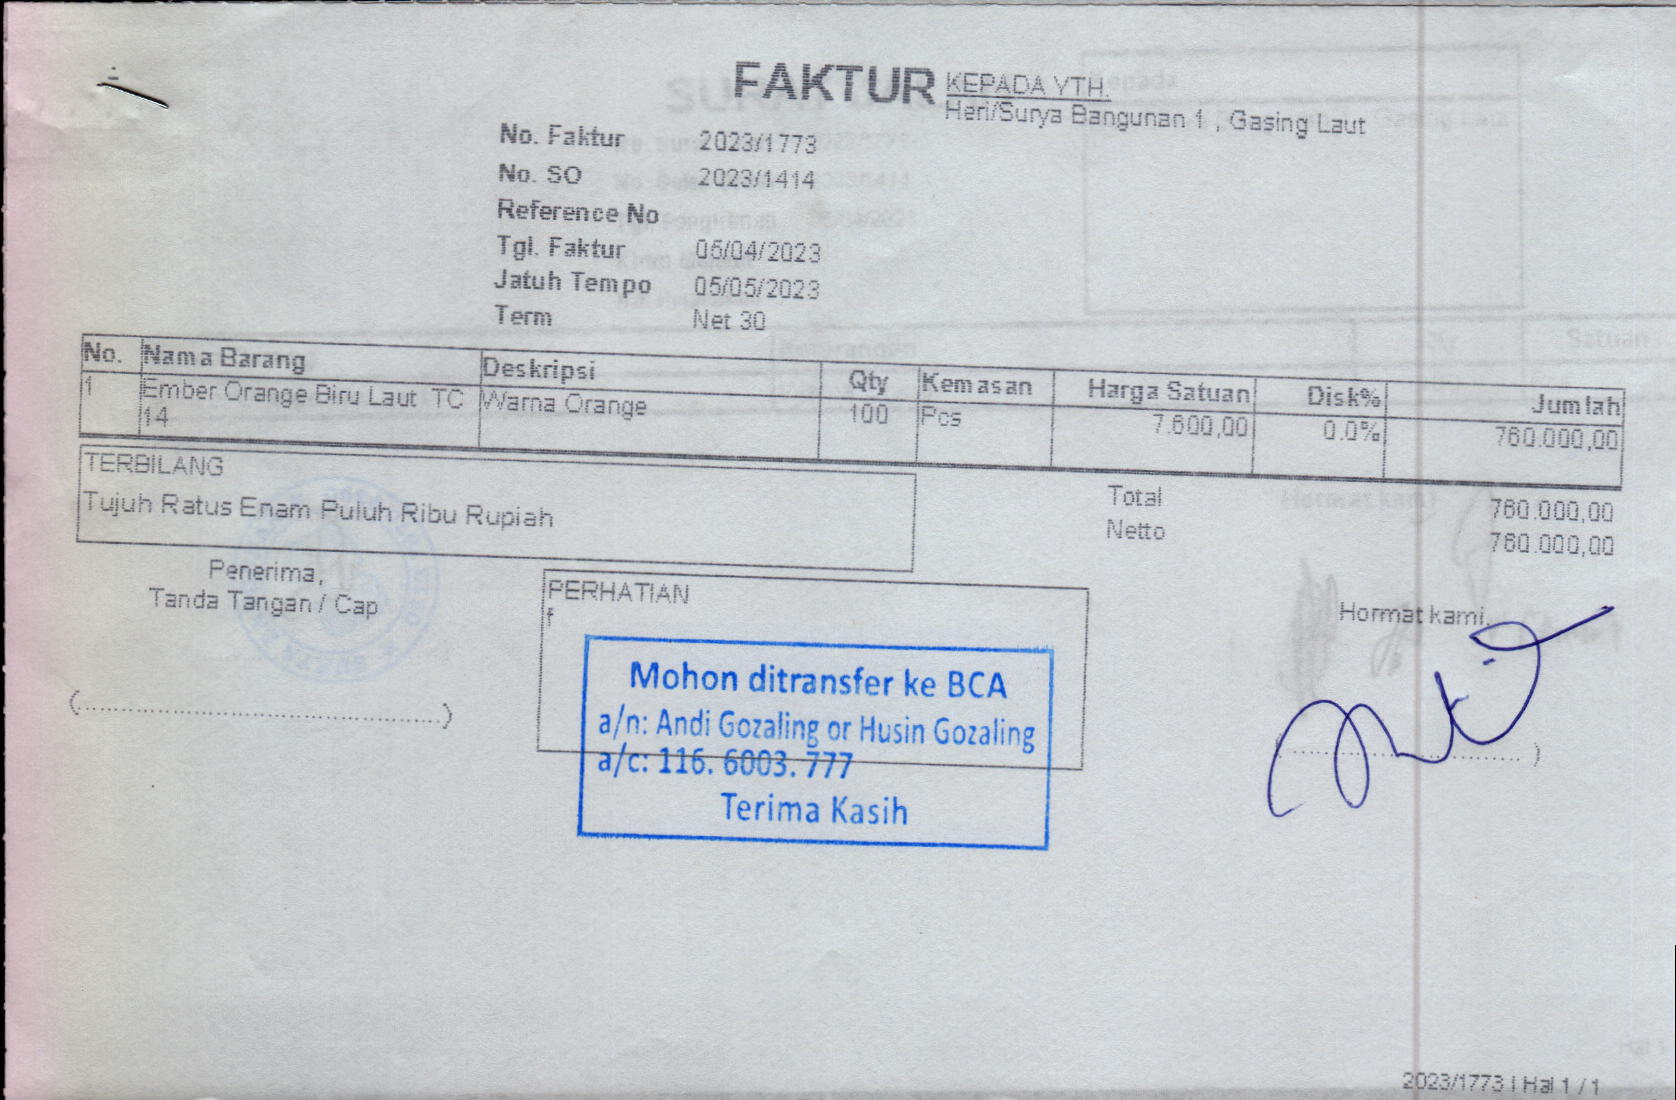 FAKTUR
KEPADA YTH.
Heri/Surya Bangunan 1 , Gasing Laut
No. Faktur 2023/1773
No. SO 2023/1414
Reference No
Tgl. Faktur 05/04/2023
Jatuh Tempo 05/05/2023
Term Net 30
No. Nama Barang Deskripsi Qty Kemasan Harga Satuan Disk% Jumlah
1 Ember Orange Biru Laut TC Warna Orange 100 Pcs 7.600,00 0.0% 760.000,00
14
TERBILANG
Tujuh Ratus Enam Puluh Ribu Rupiah
Total 760.000,00
Netto 760.000,00
Penerima,
Tanda Tangan / Cap
PERHATIAN
f
Hormat kami,
Mohon ditransfer ke BCA
a/n: Andi Gozaling or Husin Gozaling
a/c: 116. 6003. 777
Terima Kasih
2023/1773 | Hal 1 / 1